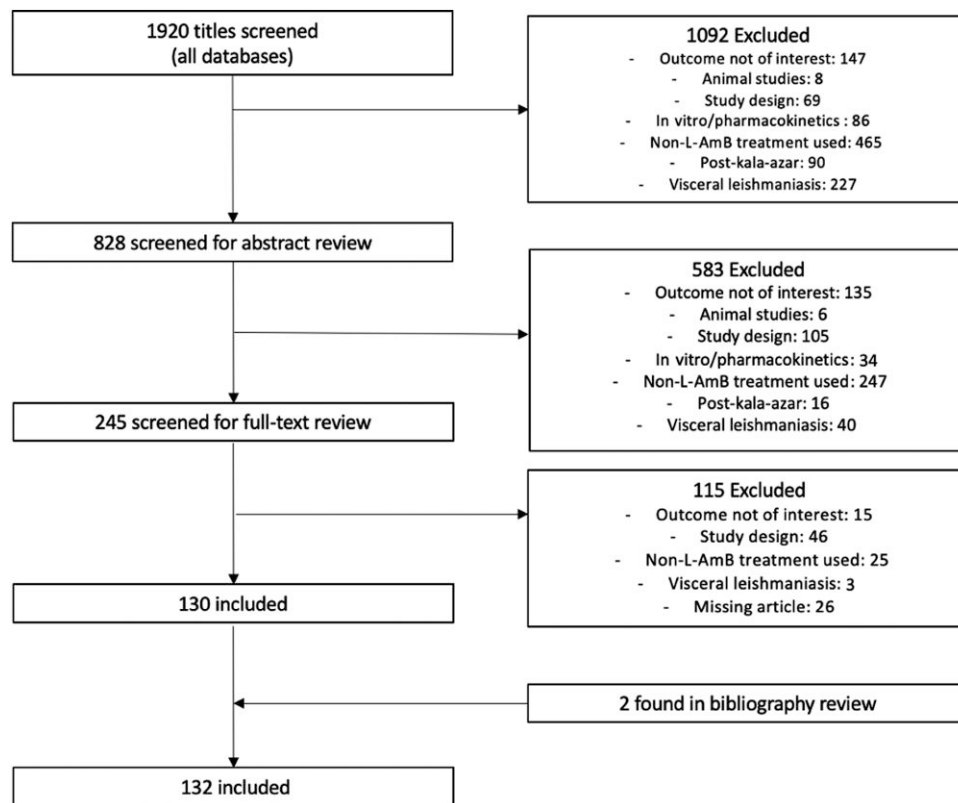 1920 titles screened
(all databases)
1092 Excluded
- Outcome not of interest: 147
- Animal studies: 8
- Study design: 69
- In vitro/pharmacokinetics : 86
- Non-L-AmB treatment used: 465
- Post-kala-azar: 90
- Visceral leishmaniasis: 227
828 screened for abstract review
583 Excluded
- Outcome not of interest: 135
- Animal studies: 6
- Study design: 105
- In vitro/pharmacokinetics: 34
- Non-L-AmB treatment used: 247
- Post-kala-azar: 16
- Visceral leishmaniasis: 40
245 screened for full-text review
115 Excluded
- Outcome not of interest: 15
- Study design: 46
- Non-L-AmB treatment used: 25
- Visceral leishmaniasis: 3
- Missing article: 26
130 included
2 found in bibliography review
132 included